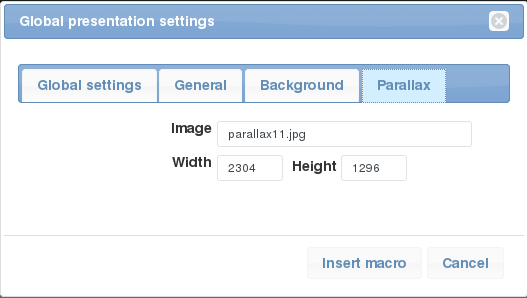 Global presentation settings
Global settings General Background Parallax
Image parallax11.jpg
Width 2304 Height 1296
Insert macro Cancel